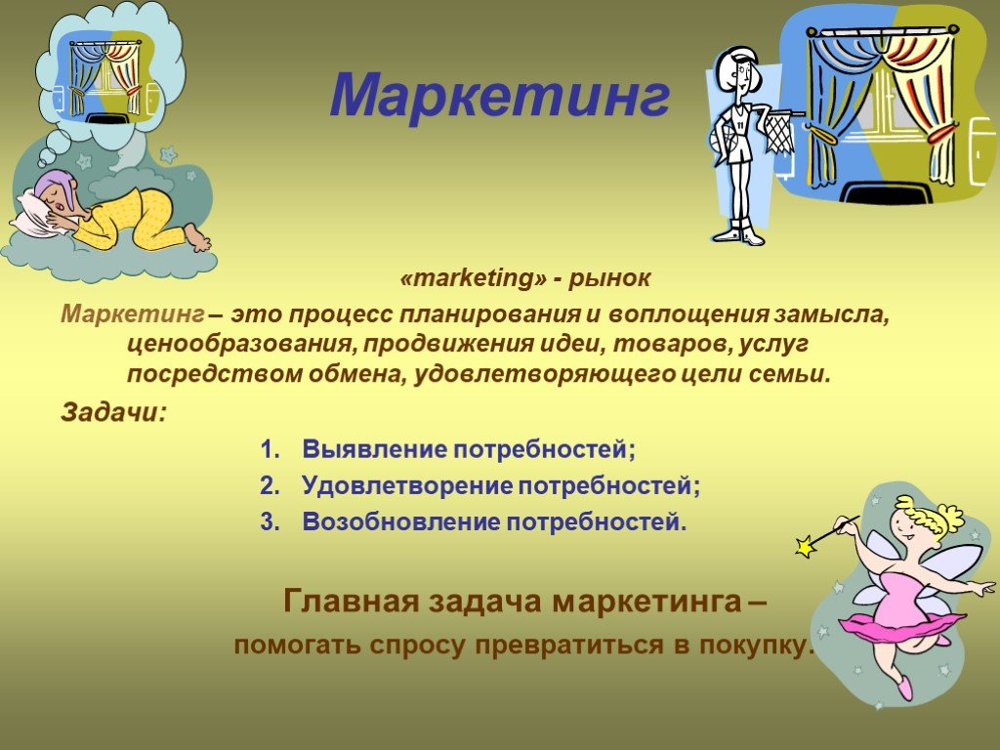 Маркетинг
«marketing» - рынок
Маркетинг – это процесс планирования и воплощения замысла,
ценообразования, продвижения идеи, товаров, услуг
посредством обмена, удовлетворяющего цели семьи.
Задачи:
1. Выявление потребностей;
2. Удовлетворение потребностей;
3. Возобновление потребностей.
Главная задача маркетинга –
помогать спросу превратиться в покупку.